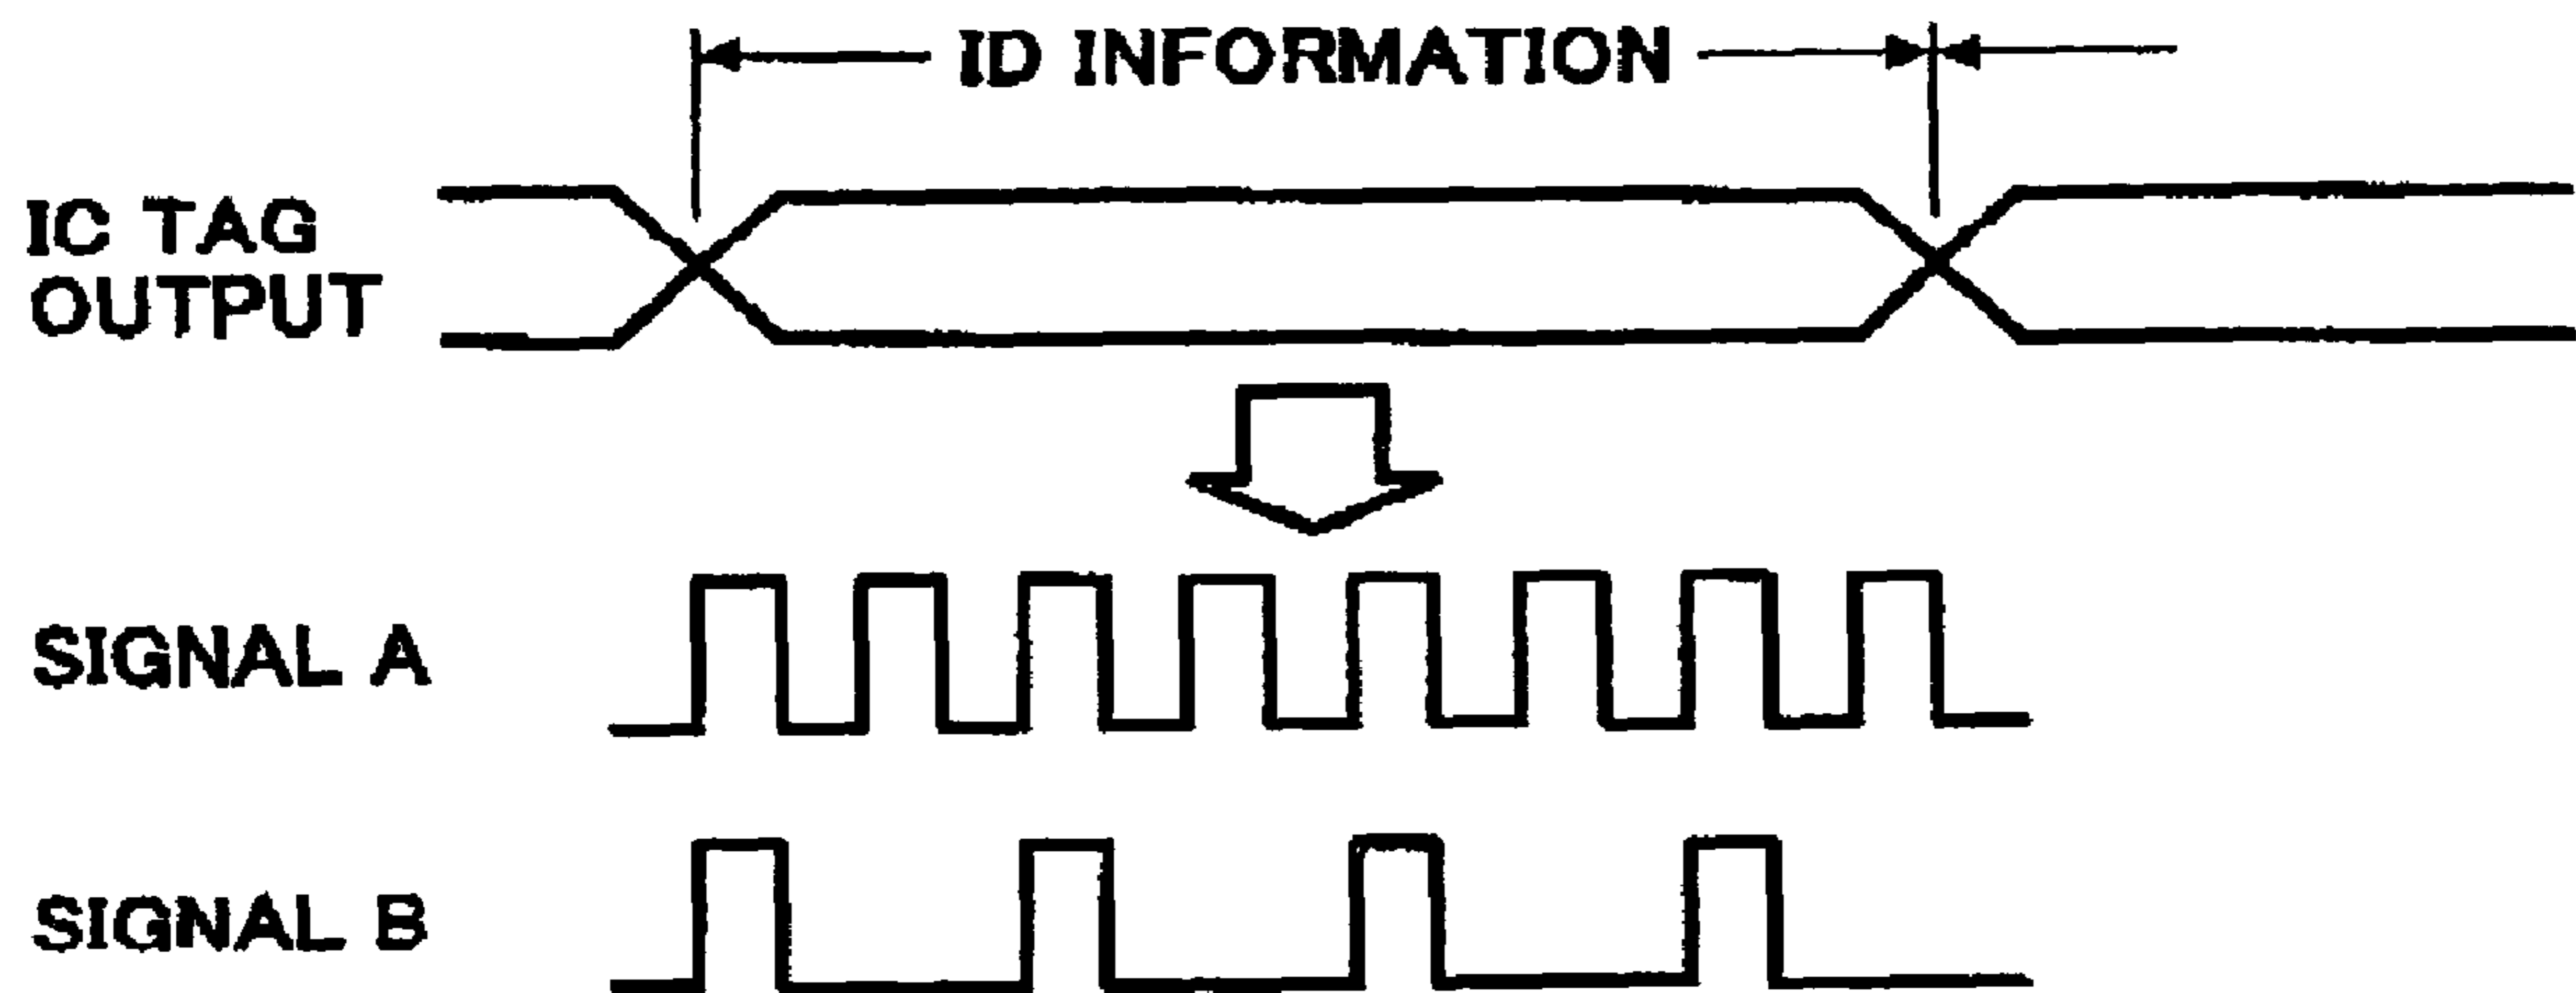 ID INFORMATION
IC TAG
OUTPUT
SIGNAL A
SIGNAL B